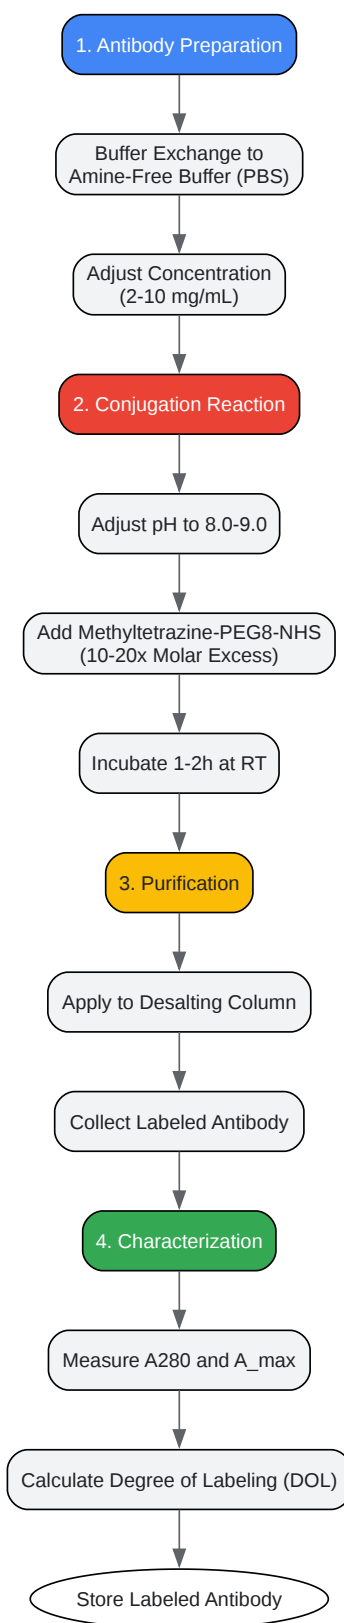 1. Antibody Preparation
Buffer Exchange to
Amine-Free Buffer (PBS)
Adjust Concentration
(2-10 mg/mL)
2. Conjugation Reaction
Adjust pH to 8.0-9.0
Add Methyltetrazine-PEG8-NHS
(10-20x Molar Excess)
Incubate 1-2h at RT
3. Purification
Apply to Desalting Column
Collect Labeled Antibody
4. Characterization
Measure A280 and A_max
Calculate Degree of Labeling (DOL)
Store Labeled Antibody